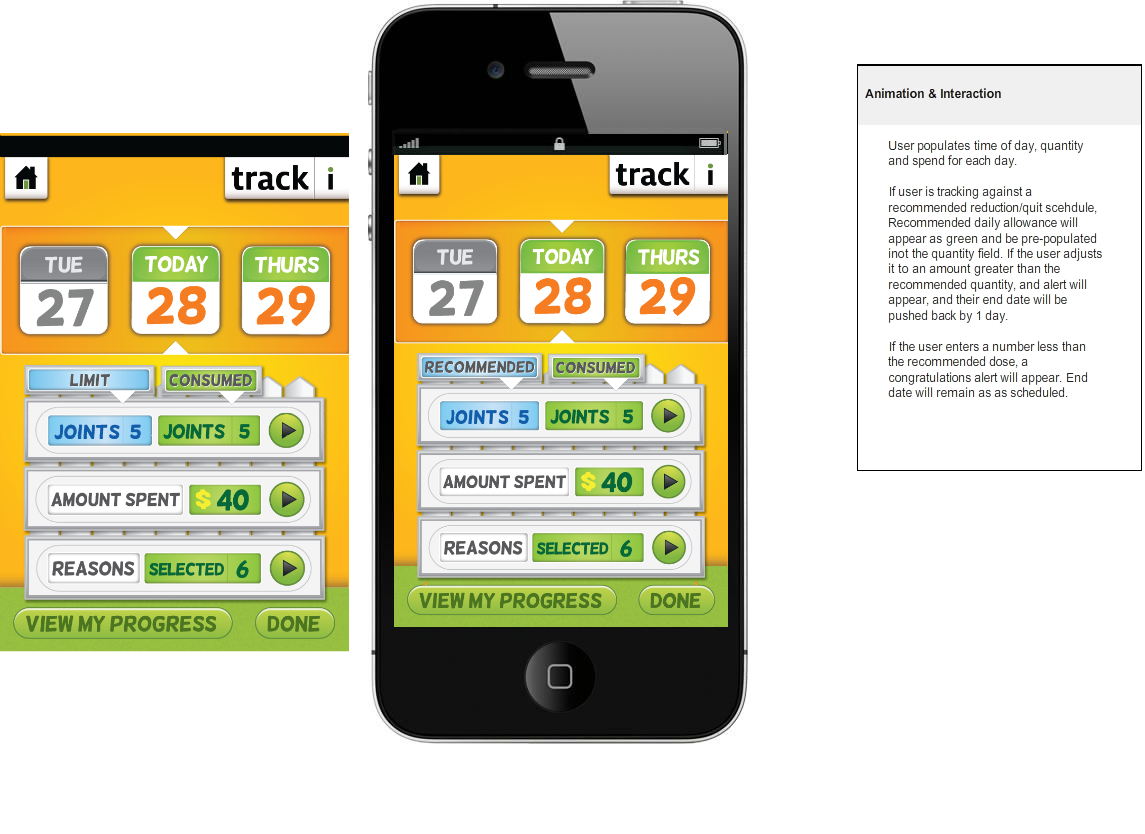 track i
TUE TODAY THURS
27 28 29
LIMIT CONSUMED
JOINTS 5 JOINTS 5
AMOUNT SPENT $ 40
REASONS SELECTED 6
VIEW MY PROGRESS DONE
track i
TUE TODAY THURS
27 28 29
RECOMMENDED CONSUMED
JOINTS 5 JOINTS 5
AMOUNT SPENT $ 40
REASONS SELECTED 6
VIEW MY PROGRESS DONE
Animation & Interaction
User populates time of day, quantity
and spend for each day.
If user is tracking against a
recommended reduction/quit scehdule,
Recommended daily allowance will
appear as green and be pre-populated
inot the quantity field. If the user adjusts
it to an amount greater than the
recommended quantity, and alert will
appear, and their end date will be
pushed back by 1 day.
If the user enters a number less than
the recommended dose, a
congratulations alert will appear. End
date will remain as as scheduled.